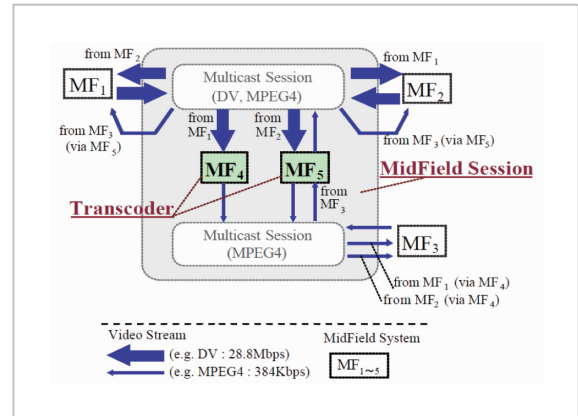 from MF2
from MF1
MF1
Multicast Session
(DV, MPEG4)
MF2
from MF3
(via MF5)
from
MF1
from
MF2
from MF3 (via MF5)
MF4
MF5
MidField Session
Transcoder
from
MF3
Multicast Session
(MPEG4)
MF3
from MF1 (via MF4)
from MF2 (via MF4)
Video Stream
MidField System
(e.g. DV : 28.8Mbps)
(e.g. MPEG4 : 384Kbps)
MF1~5